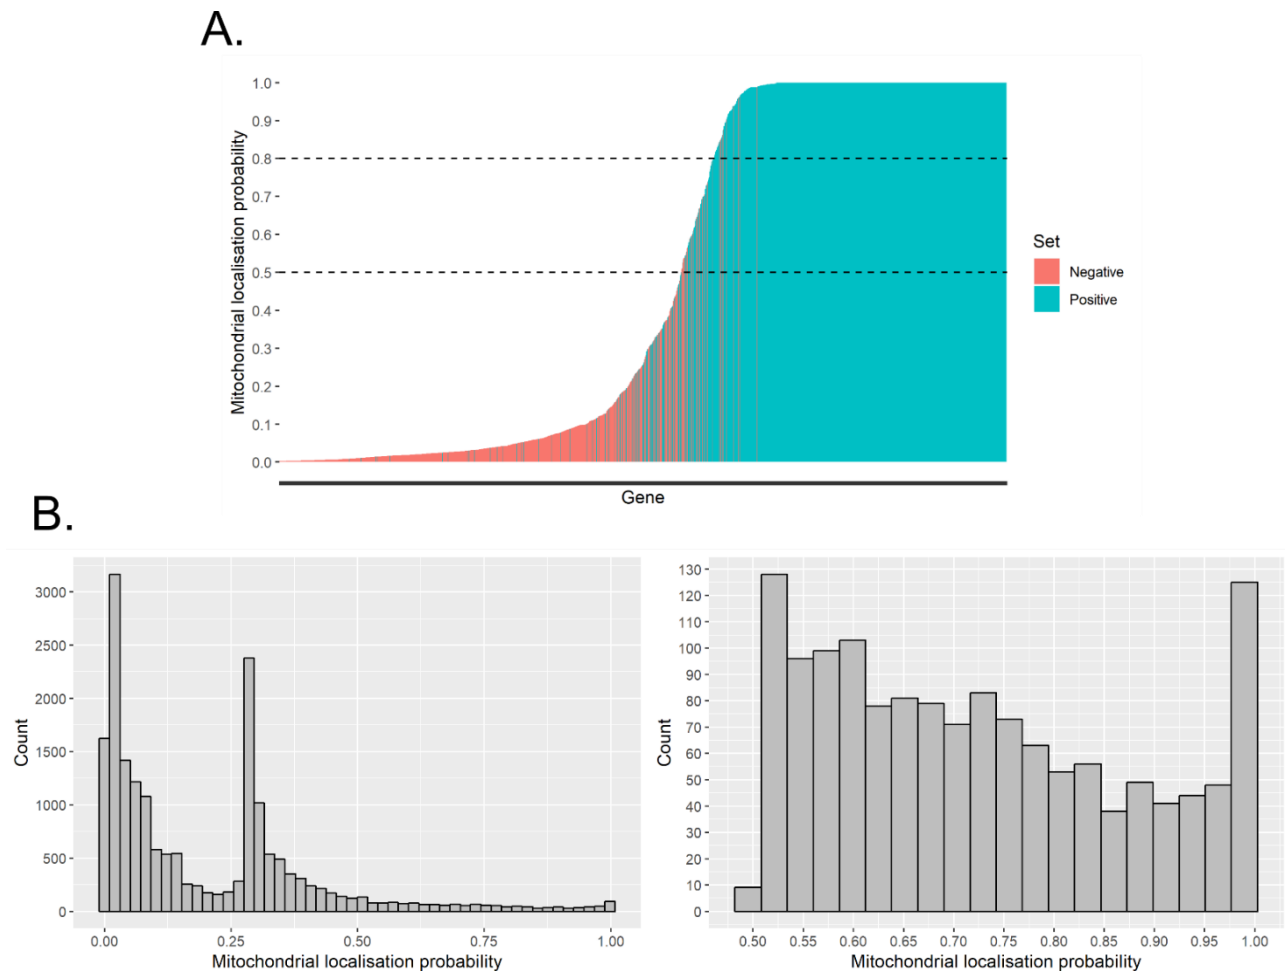 A.
Mitochondrial localisation probability
1.0
0.9
0.8
0.7
0.6
0.5
0.4
0.3
0.2
0.1
0.0
Gene
Set
Negative
Positive
B.
Count
3000
2500
2000
1500
1000
500
0
0.00 0.25 0.50 0.75 1.00
Mitochondrial localisation probability
Count
130
120
110
100
90
80
70
60
50
40
30
20
10
0
0.50 0.55 0.60 0.65 0.70 0.75 0.80 0.85 0.90 0.95 1.00
Mitochondrial localisation probability